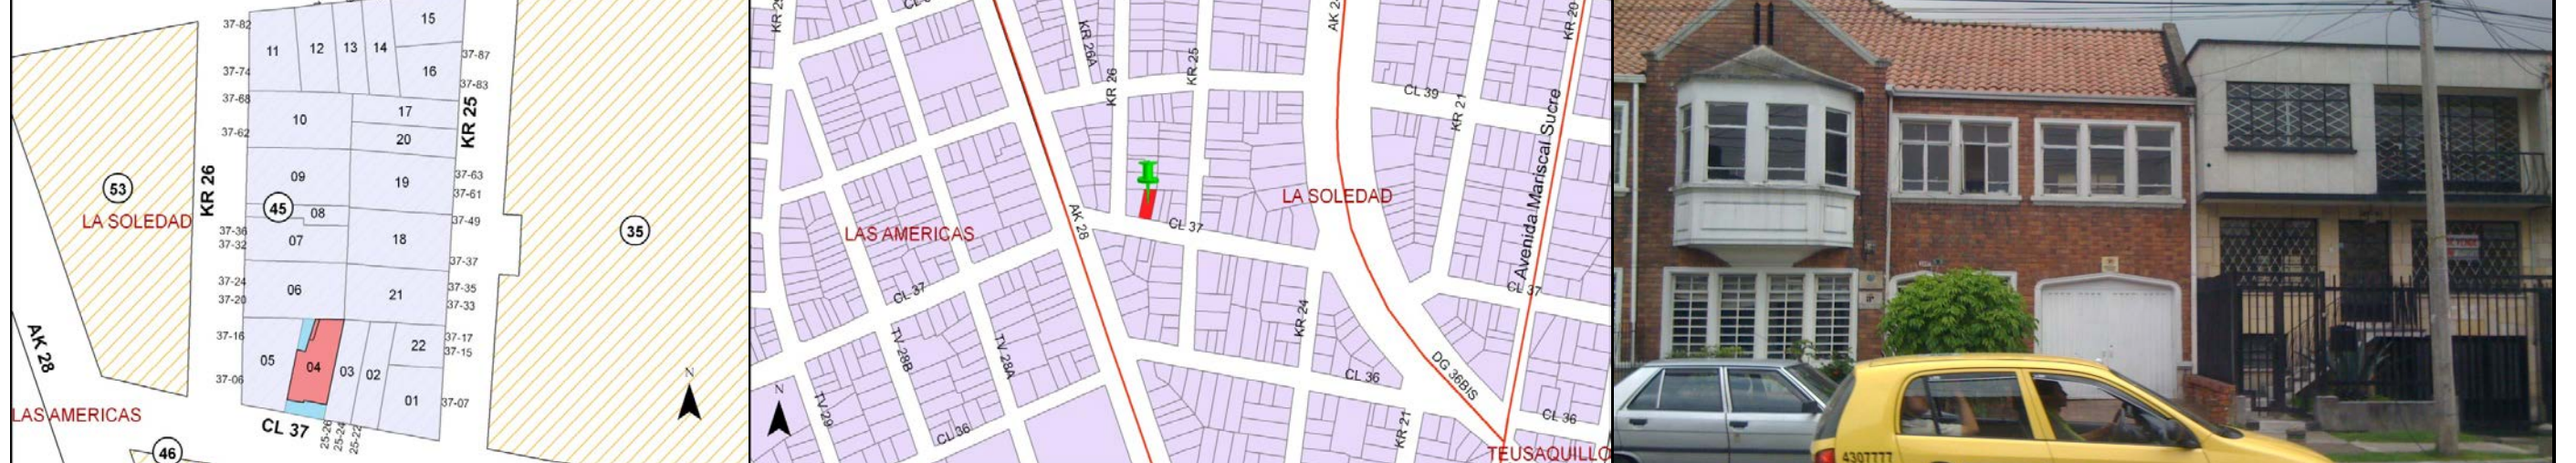 37-82
11
12
13
14
15
37-87
37-74
16
37-83
37-68
10
17
KR 25
37-62
20
53
KR 26
09
19
37-63
37-61
45
08
LA SOLEDAD
37-49
37-36
37-32
07
18
35
37-37
37-24
37-20
06
21
37-35
37-33
37-16
37-17
05
04
03
02
22
37-15
AK 28
37-06
01
37-07
N
LAS AMERICAS
CL 37
25-26
25-24
25-22
46
KR 26A
KR 25
KR 26
CL 39
KR 21
KR 20
Avenida Mariscal Sucre
LA SOLEDAD
AK 28
CL 37
LAS AMERICAS
CL 37
CL 37
KR 24
TV 28B
TV 28A
CL 36
DG 36BIS
N
TV 29
CL 36
KR 21
CL 36
TEUSAQUILLO
4307777